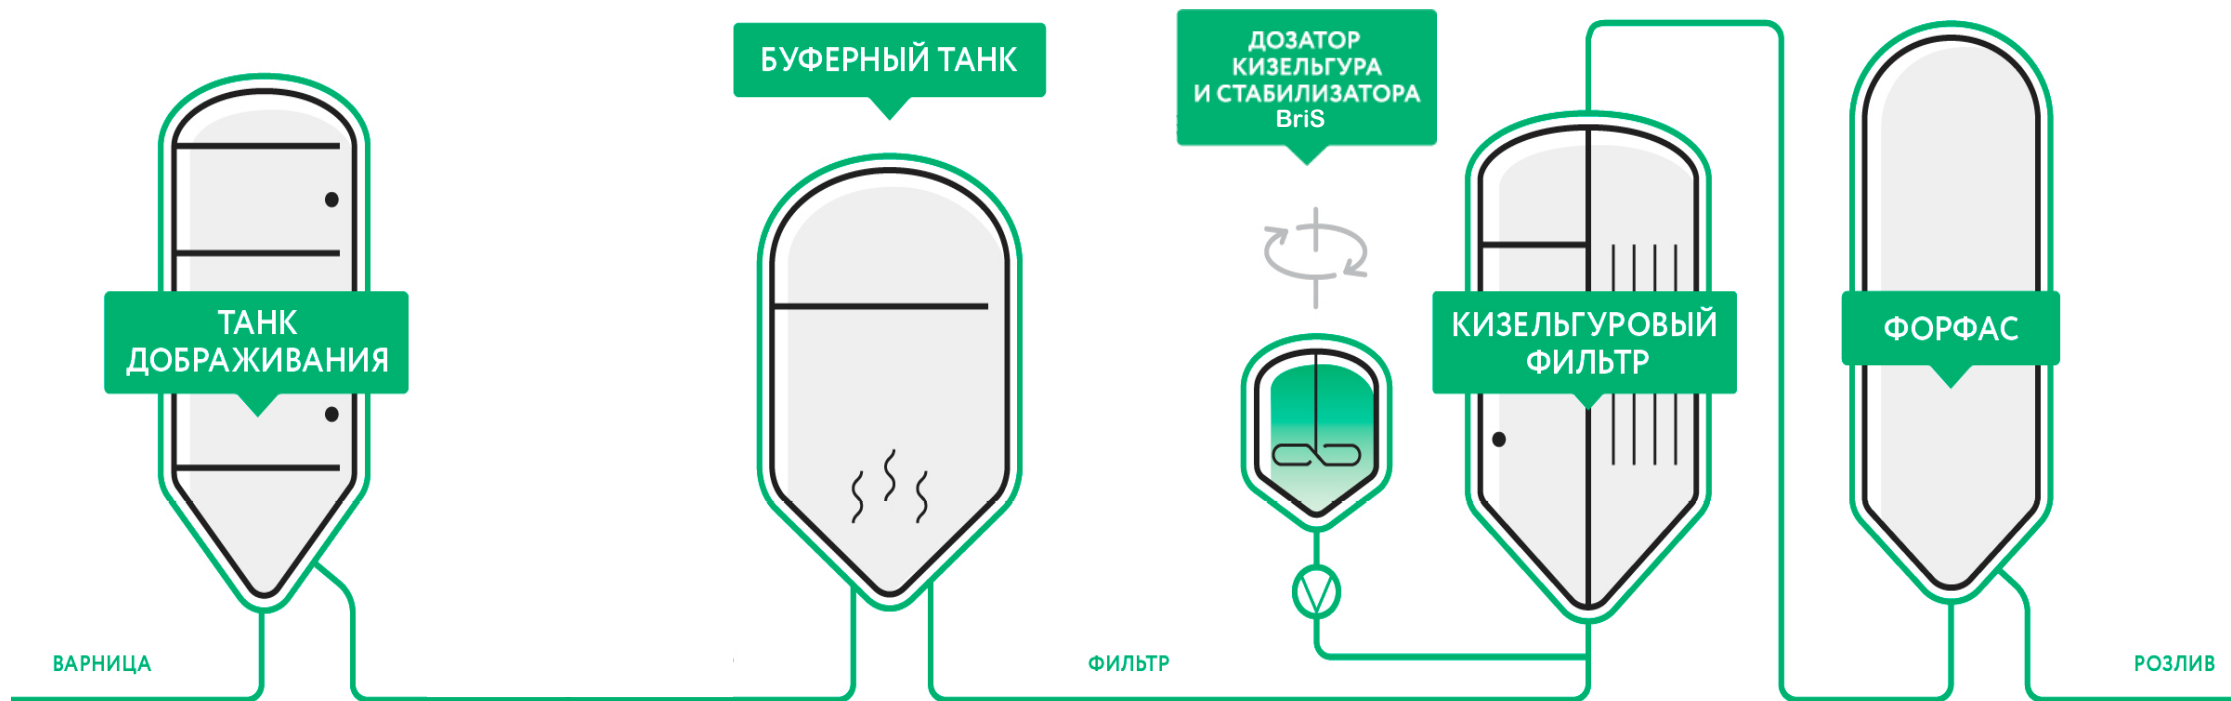 БУФЕРНЫЙ ТАНК
ДОЗАТОР
КИЗЕЛЬГУРА
И СТАБИЛИЗАТОРА
BriS
ТАНК
ДОБРАЖИВАНИЯ
КИЗЕЛЬГУРОВЫЙ
ФИЛЬТР
ФОРФАС
ВАРНИЦА
ФИЛЬТР
РОЗЛИВ